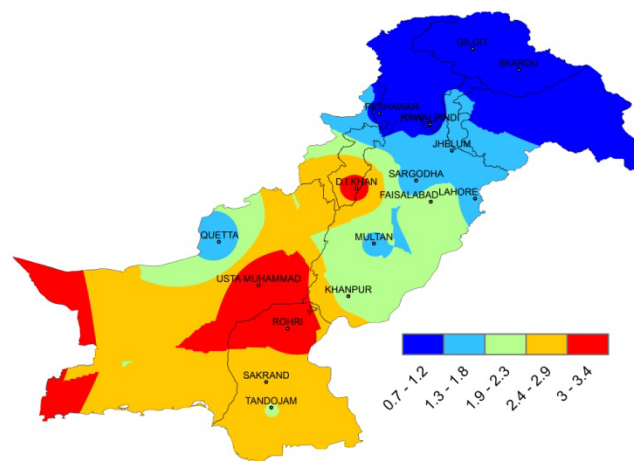 GILGIT
SKARDU
PESHAWAR
RAWALPINDI
JHELUM
D.I.KHAN
SARGODHA
FAISALABAD
LAHORE
QUETTA
MULTAN
USTA MUHAMMAD
KHANPUR
ROHRI
SAKRAND
TANDOJAM
0.7 - 1.2
1.3 - 1.8
1.9 - 2.3
2.4 - 2.9
3 - 3.4